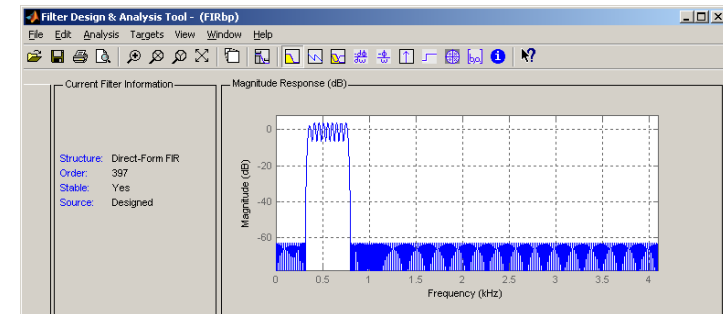 Filter Design & Analysis Tool - (FIRbp)
File Edit Analysis Targets View Window Help
Current Filter Information
Structure: Direct-Form FIR
Order: 397
Stable: Yes
Source: Designed
Magnitude Response (dB)
Magnitude (dB)
0
-20
-40
-60
0 0.5 1 1.5 2 2.5 3 3.5 4
Frequency (kHz)